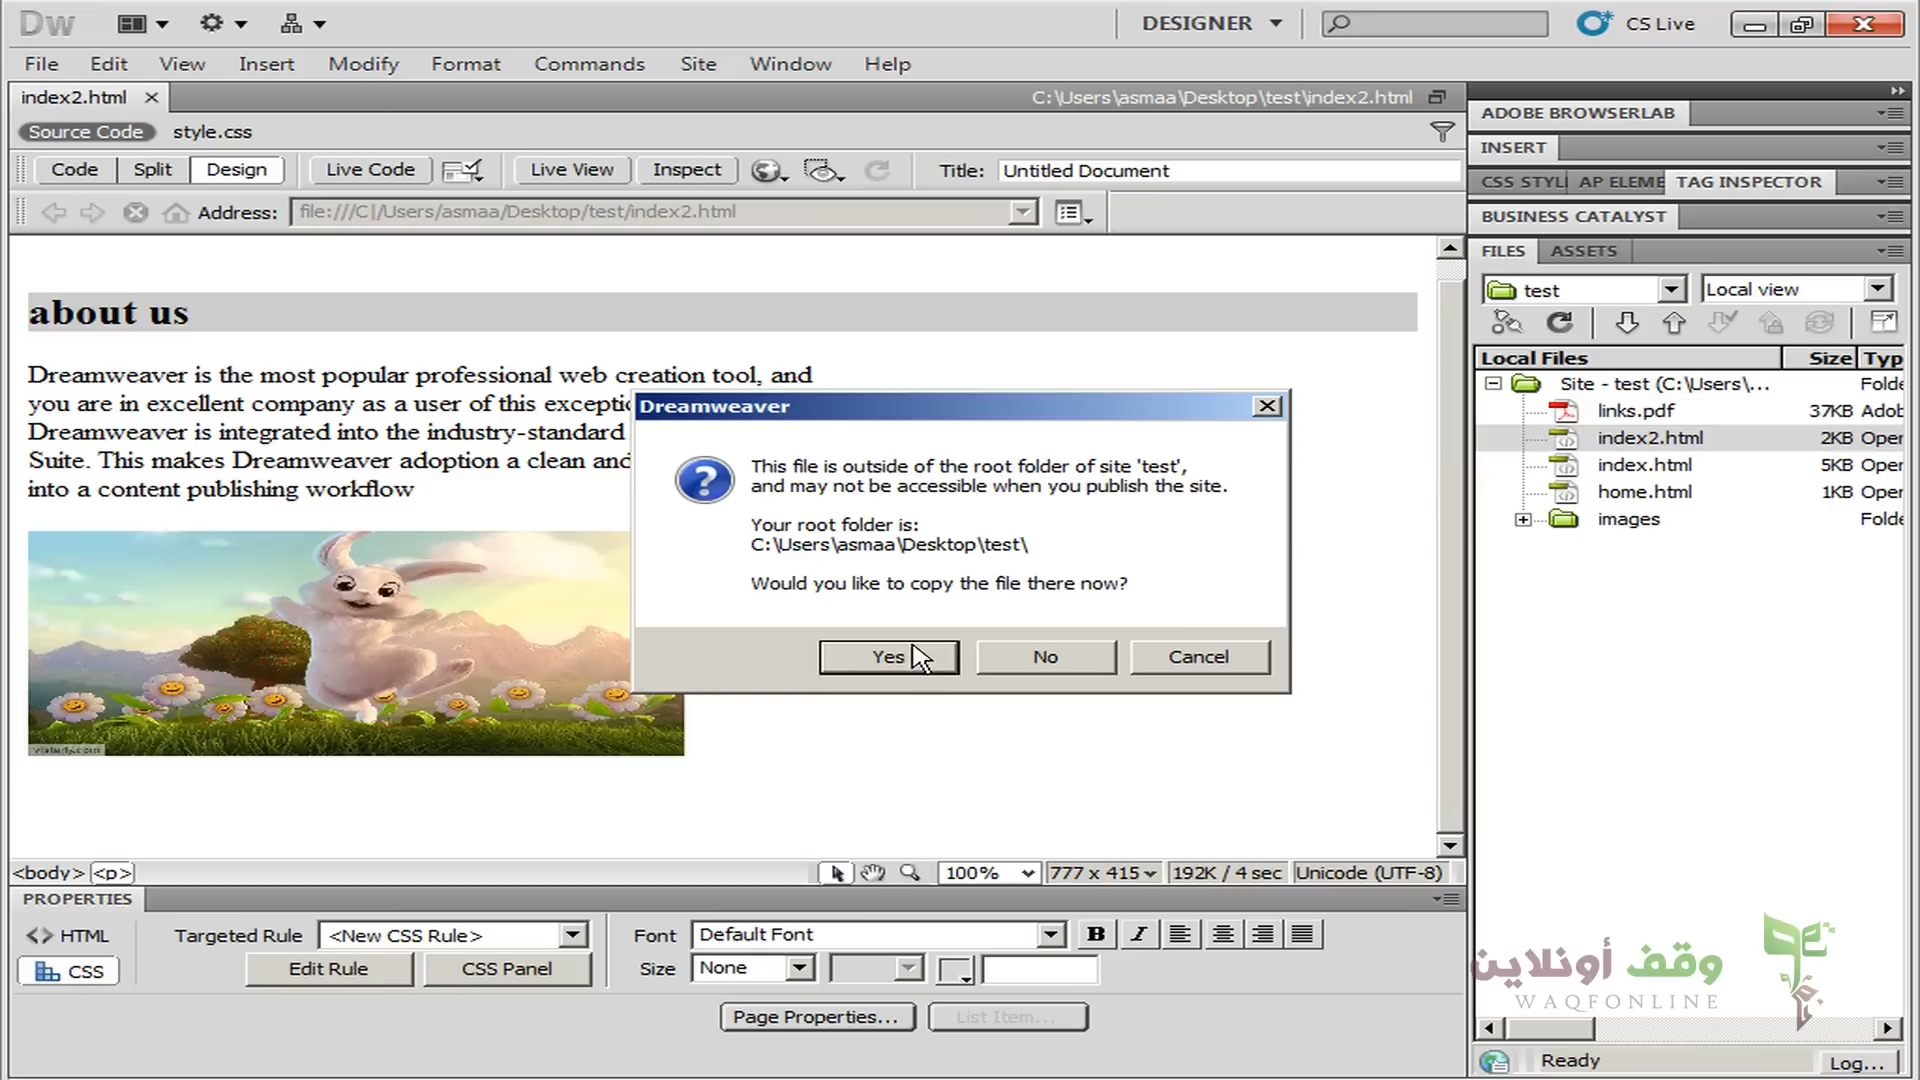 Dw
DESIGNER
CS Live
File Edit View Insert Modify Format Commands Site Window Help
index2.html
C:\Users\asmaa\Desktop\test\index2.html
Source Code style.css
Code Split Design Live Code Live View Inspect Title: Untitled Document
Address: file:///C|/Users/asmaa/Desktop/test/index2.html
about us
Dreamweaver is the most popular professional web creation tool, and
you are in excellent company as a user of this excepti
Dreamweaver is integrated into the industry-standard
Suite. This makes Dreamweaver adoption a clean and
into a content publishing workflow
Dreamweaver
This file is outside of the root folder of site 'test',
and may not be accessible when you publish the site.
Your root folder is:
C:\Users\asmaa\Desktop\test\
Would you like to copy the file there now?
Yes No Cancel
<body> <p>
100% 777 x 415 192K / 4 sec Unicode (UTF-8)
PROPERTIES
<> HTML
CSS
Targeted Rule <New CSS Rule>
Edit Rule CSS Panel
Font Default Font B I
Size None
Page Properties... List Item...
ADOBE BROWSERLAB
INSERT
CSS STYL AP ELEME TAG INSPECTOR
BUSINESS CATALYST
FILES ASSETS
test Local view
Local Files Size Typ
Site - test (C:\Users\... Folde
links.pdf 37KB Adob
index2.html 2KB Oper
index.html 5KB Oper
home.html 1KB Oper
images Folde
وقف أونلاين
WAQFONLINE
Ready Log...